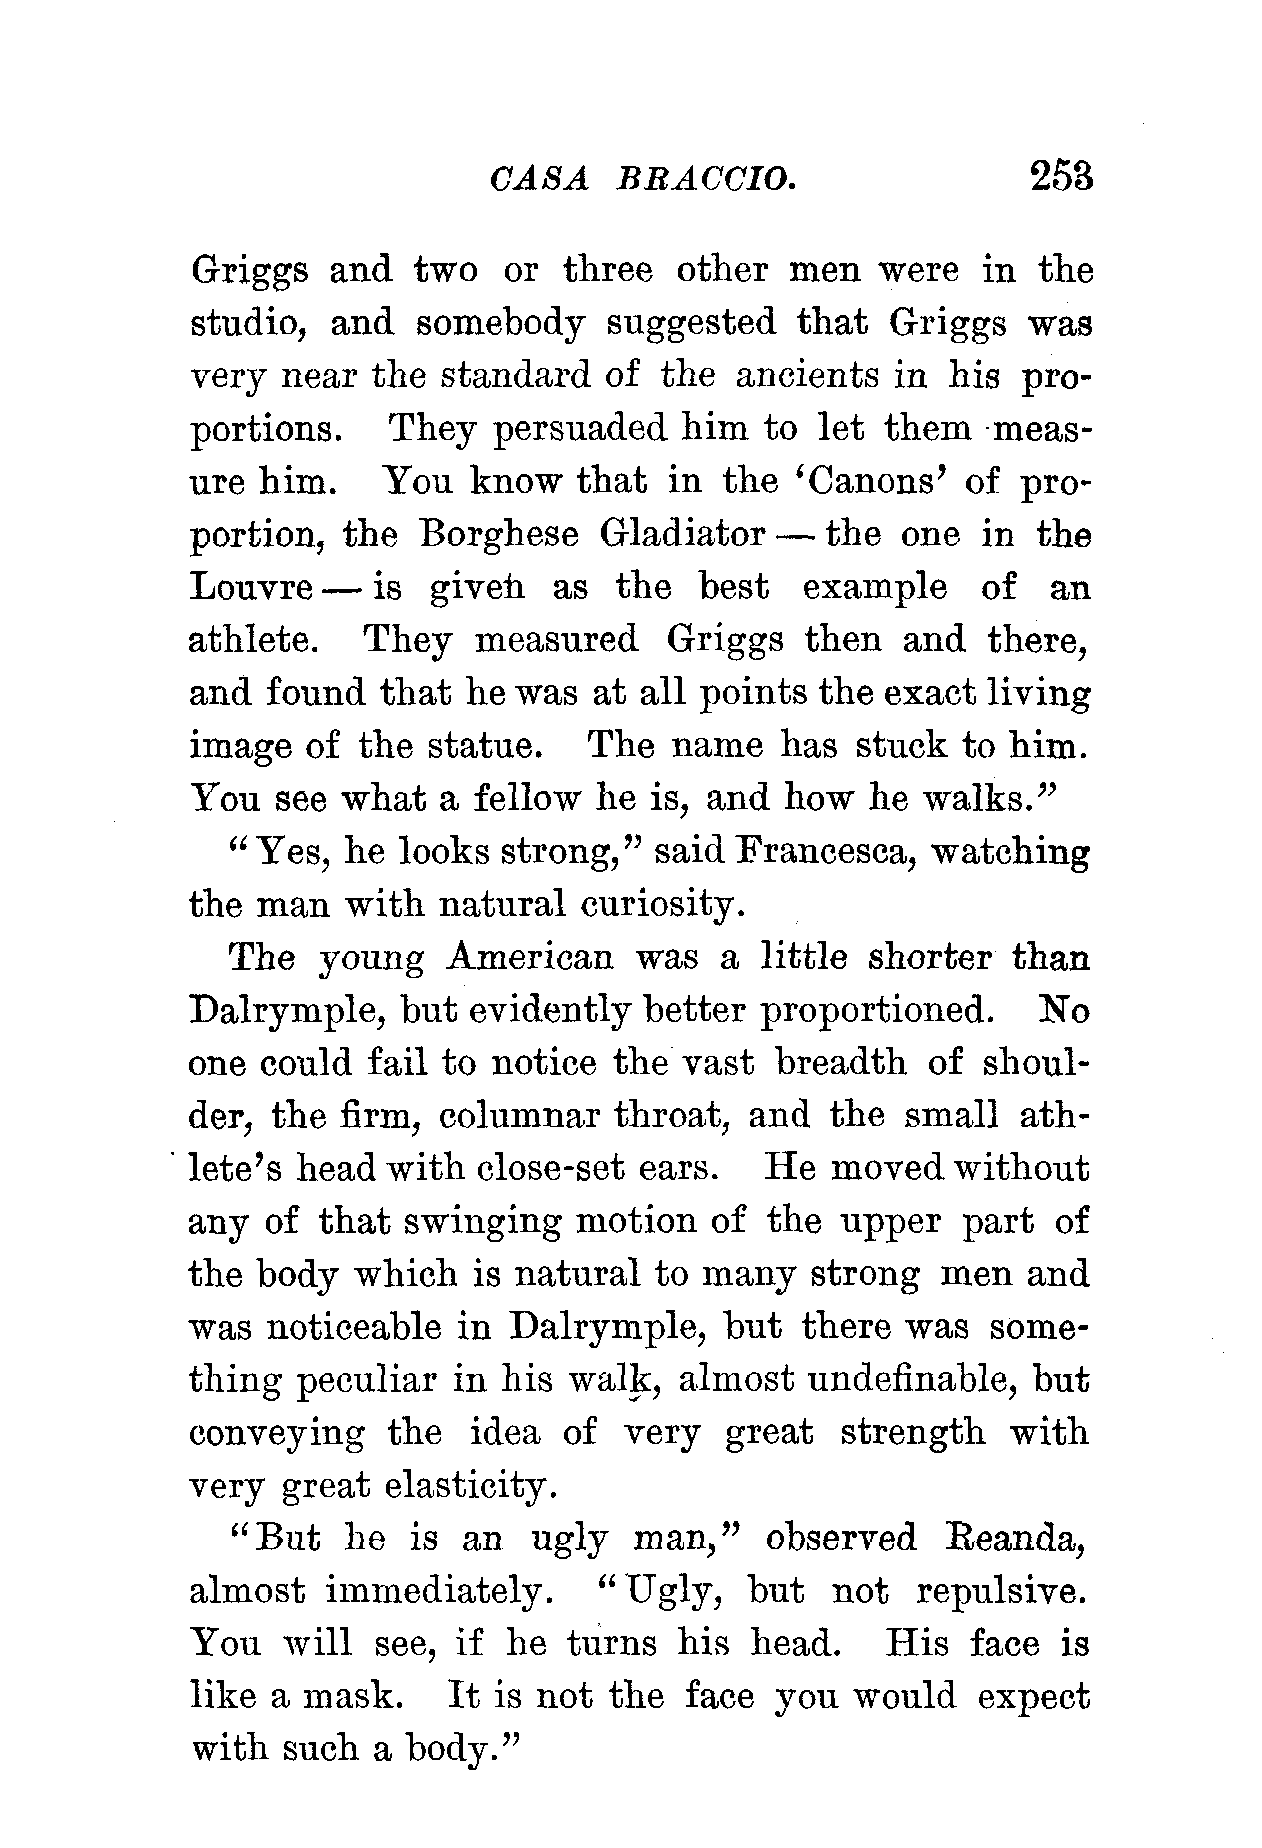 CASA BRACCIO. 253
Griggs and two or three other men were in the
studio, and somebody suggested that Griggs was
very near the standard of the ancients in his pro-
portions. They persuaded him to let them meas-
ure him. You know that in the ‘Canons’ of pro-
portion, the Borghese Gladiator — the one in the
Louvre — is given as the best example of an
athlete. They measured Griggs then and there,
and found that he was at all points the exact living
image of the statue. The name has stuck to him.
You see what a fellow he is, and how he walks.”
“Yes, he looks strong,” said Francesca, watching
the man with natural curiosity.
The young American was a little shorter than
Dalrymple, but evidently better proportioned. No
one could fail to notice the vast breadth of shoul-
der, the firm, columnar throat, and the small ath-
lete’s head with close-set ears. He moved without
any of that swinging motion of the upper part of
the body which is natural to many strong men and
was noticeable in Dalrymple, but there was some-
thing peculiar in his walk, almost undefinable, but
conveying the idea of very great strength with
very great elasticity.
“But he is an ugly man,” observed Reanda,
almost immediately. “Ugly, but not repulsive.
You will see, if he turns his head. His face is
like a mask. It is not the face you would expect
with such a body.”